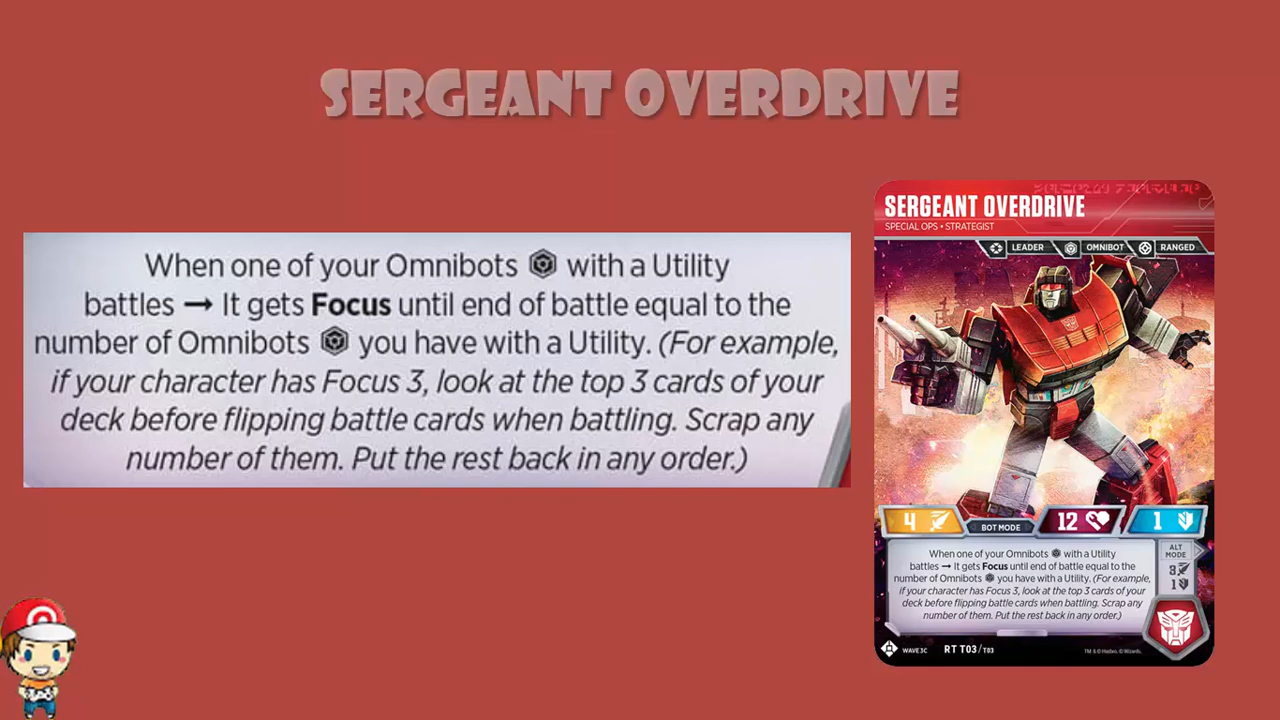 SERGEANT OVERDRIVE
When one of your Omnibots with a Utility
battles → It gets Focus until end of battle equal to the
number of Omnibots you have with a Utility. (For example,
if your character has Focus 3, look at the top 3 cards of your
deck before flipping battle cards when battling. Scrap any
number of them. Put the rest back in any order.)
SERGEANT OVERDRIVE
SPECIAL OPS • STRATEGIST
LEADER OMNIBOT RANGED
4 BOT MODE 12 1
When one of your Omnibots with a Utility
battles → It gets Focus until end of battle equal to the
number of Omnibots you have with a Utility. (For example,
if your character has Focus 3, look at the top 3 cards of your
deck before flipping battle cards when battling. Scrap any
number of them. Put the rest back in any order.)
ALT
MODE
3
1
WAVE 3C RT T03/T03 TM & © Hasbro. © Wizards.